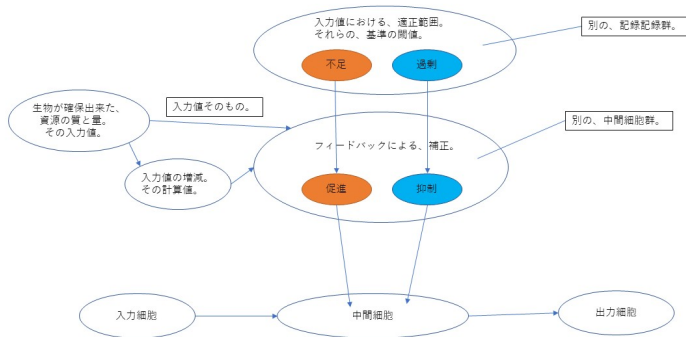 入力値における、適正範囲。
それらの、基準の閾値。
別の、記録記録群。
不足
過剰
生物が確保出来た、
資源の質と量。
その入力値。
入力値そのもの。
別の、中間細胞群。
フィードバックによる、補正。
入力値の増減。
その計算値。
促進
抑制
入力細胞
中間細胞
出力細胞